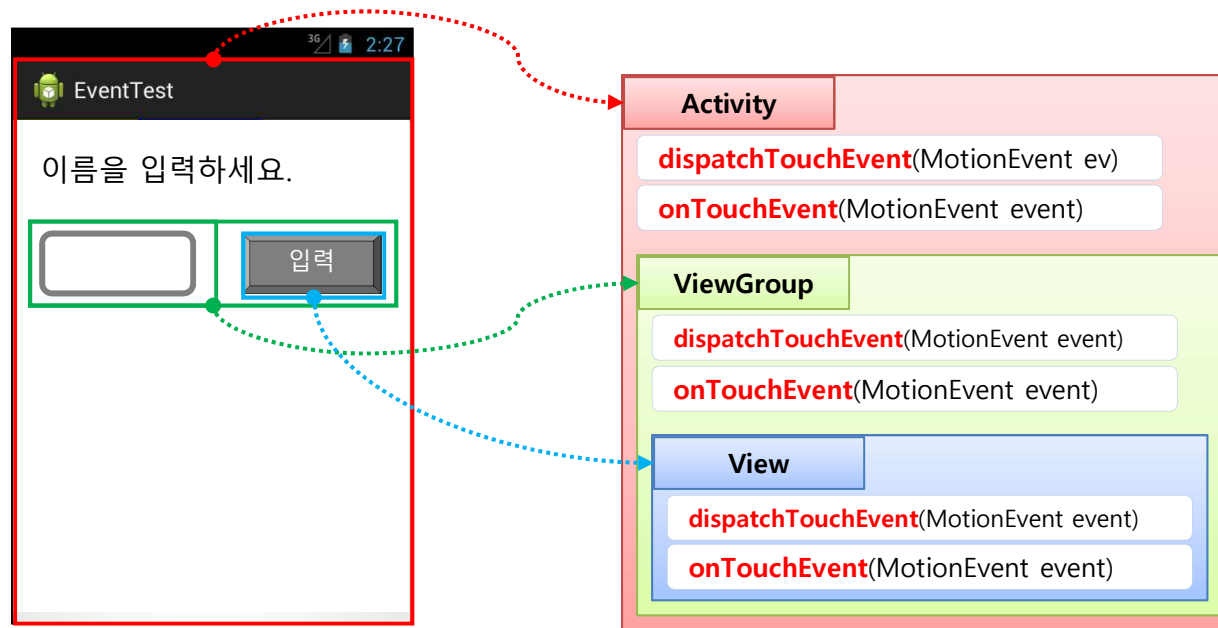 3G 2:27
EventTest
이름을 입력하세요.
입력
Activity
dispatchTouchEvent(MotionEvent ev)
onTouchEvent(MotionEvent event)
ViewGroup
dispatchTouchEvent(MotionEvent event)
onTouchEvent(MotionEvent event)
View
dispatchTouchEvent(MotionEvent event)
onTouchEvent(MotionEvent event)